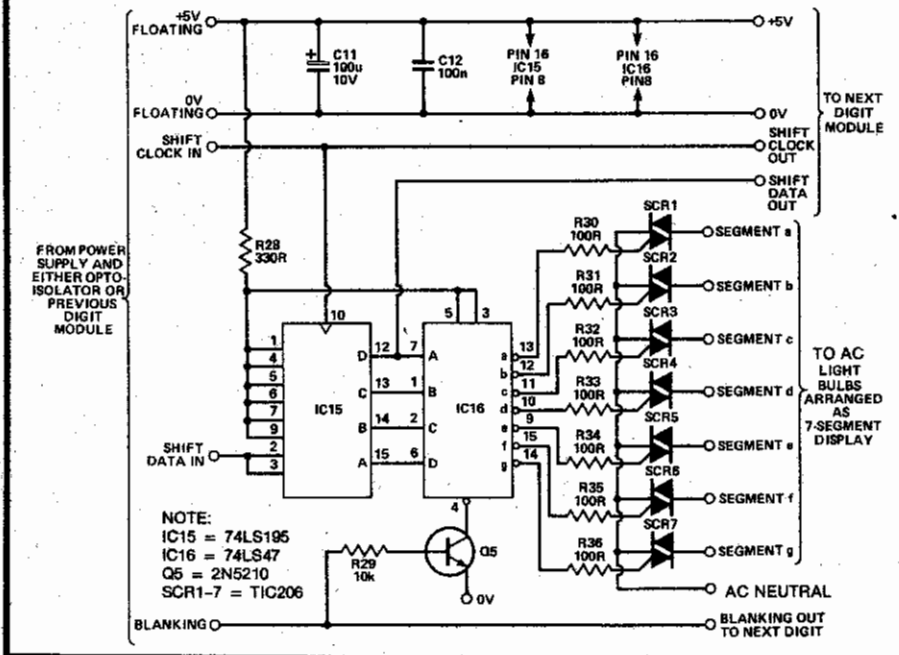 +5V
FLOATING
C11
100u
10V
+
C12
100n
PIN 16
IC15
PIN 8
PIN 16
IC16
PIN8
+5V
0V
FLOATING
0V
TO NEXT
DIGIT
MODULE
SHIFT
CLOCK IN
SHIFT
CLOCK
OUT
SHIFT
DATA
OUT
FROM POWER
SUPPLY AND
EITHER OPTO-
ISOLATOR OR
PREVIOUS
DIGIT
MODULE
R28
330R
10
5 3
1
4
5
6
7
9
2
3
IC15
D 12 7 A
C 13 1 B
B 14 2 C
A 15 6 D
IC16
a 13
b 12
c 11
d 10
e 9
f 15
g 14
4
R30
100R
SCR1
SEGMENT a
R31
100R
SCR2
SEGMENT b
R32
100R
SCR3
SEGMENT c
R33
100R
SCR4
SEGMENT d
R34
100R
SCR5
SEGMENT e
R35
100R
SCR6
SEGMENT f
R36
100R
SCR7
SEGMENT g
TO AC
LIGHT
BULBS
ARRANGED
AS
7-SEGMENT
DISPLAY
SHIFT
DATA IN
NOTE:
IC15 = 74LS195
IC16 = 74LS47
Q5 = 2N5210
SCR1-7 = TIC206
R29
10k
Q5
0V
AC NEUTRAL
BLANKING
BLANKING OUT
TO NEXT DIGIT